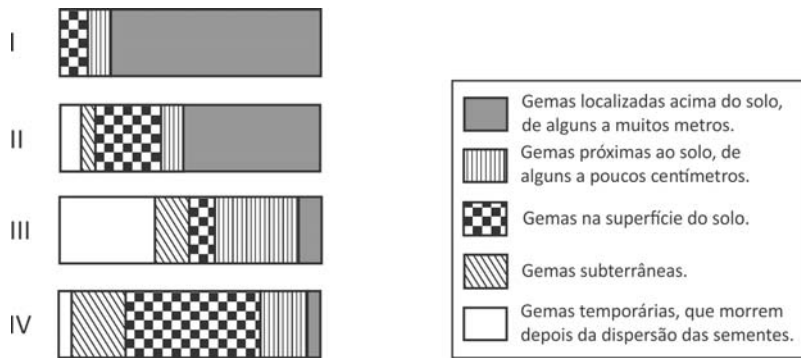 I
II
III
IV
Gemas localizadas acima do solo,
de alguns a muitos metros.
Gemas próximas ao solo, de
alguns a poucos centímetros.
Gemas na superfície do solo.
Gemas subterrâneas.
Gemas temporárias, que morrem
depois da dispersão das sementes.